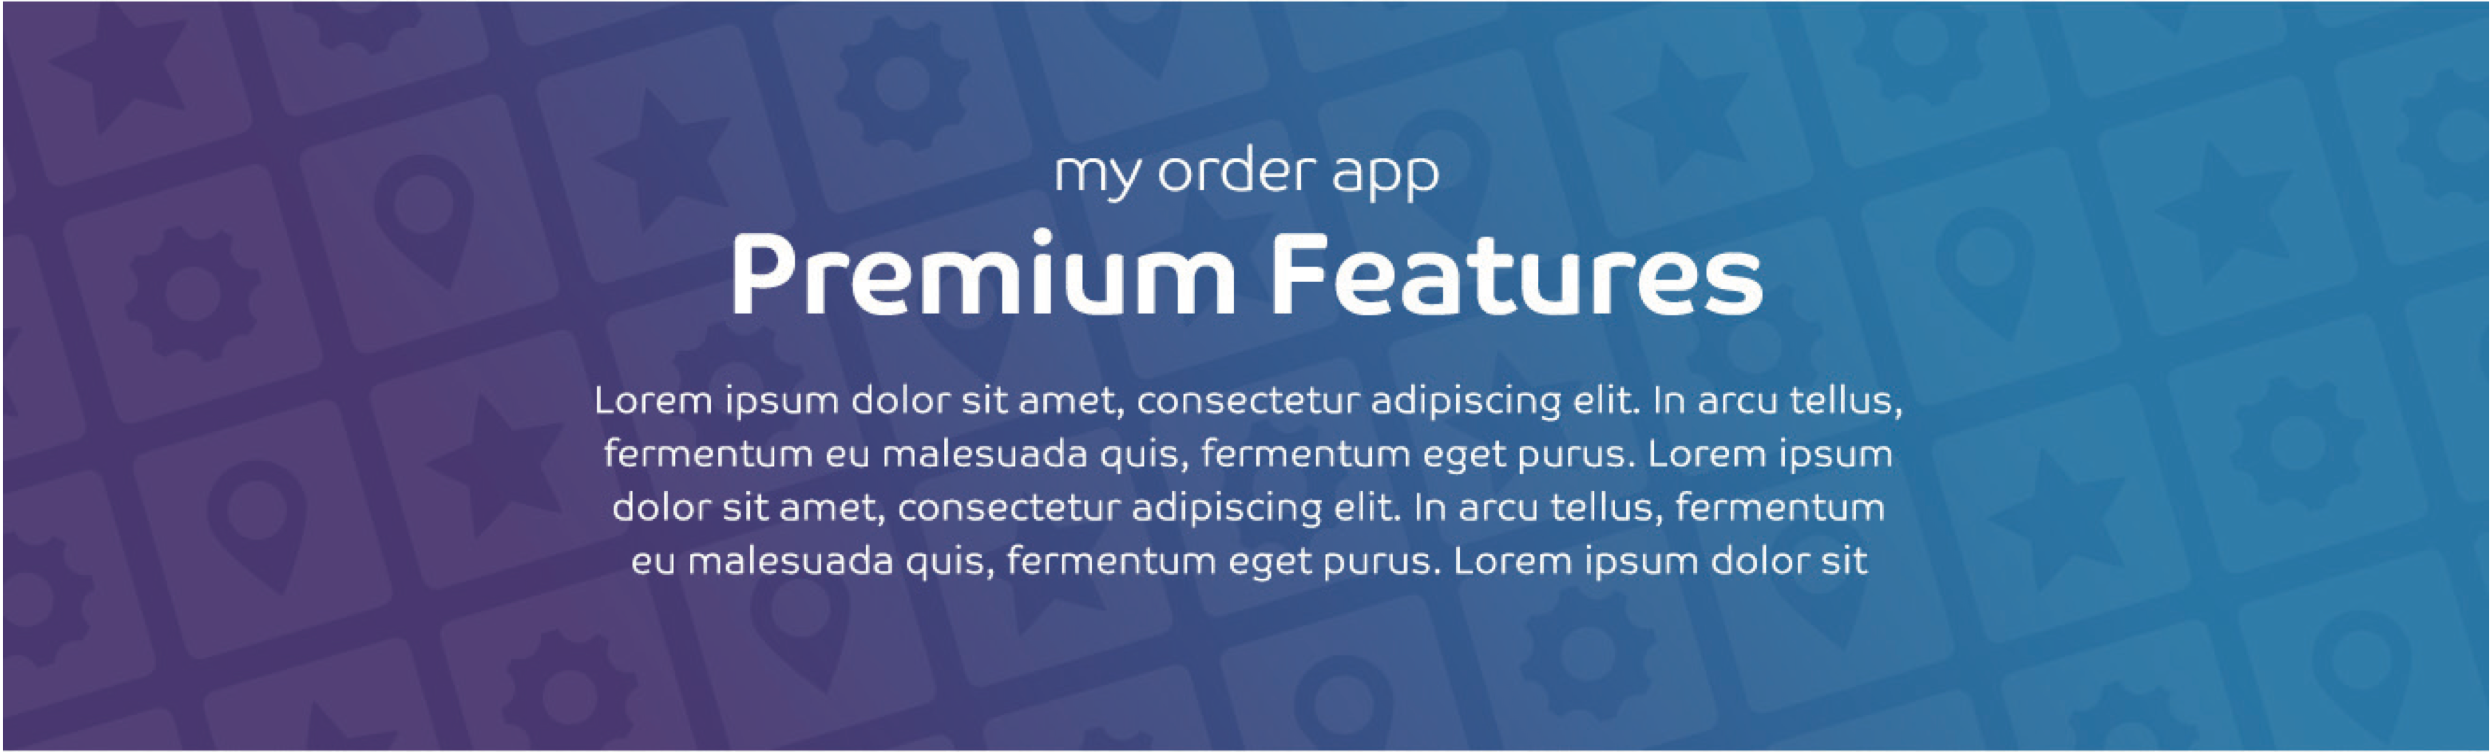 my order app
Premium Features
Lorem ipsum dolor sit amet, consectetur adipiscing elit. In arcu tellus,
fermentum eu malesuada quis, fermentum eget purus. Lorem ipsum
dolor sit amet, consectetur adipiscing elit. In arcu tellus, fermentum
eu malesuada quis, fermentum eget purus. Lorem ipsum dolor sit